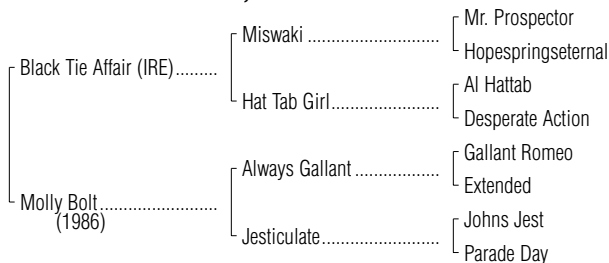 Mr. Prospector
Miswaki ............................
Hopespringseternal
Black Tie Affair (IRE).........
Al Hattab
Hat Tab Girl.......................
Desperate Action
Gallant Romeo
Always Gallant .................
Extended
Molly Bolt.........................
(1986)
Johns Jest
Jesticulate.........................
Parade Day